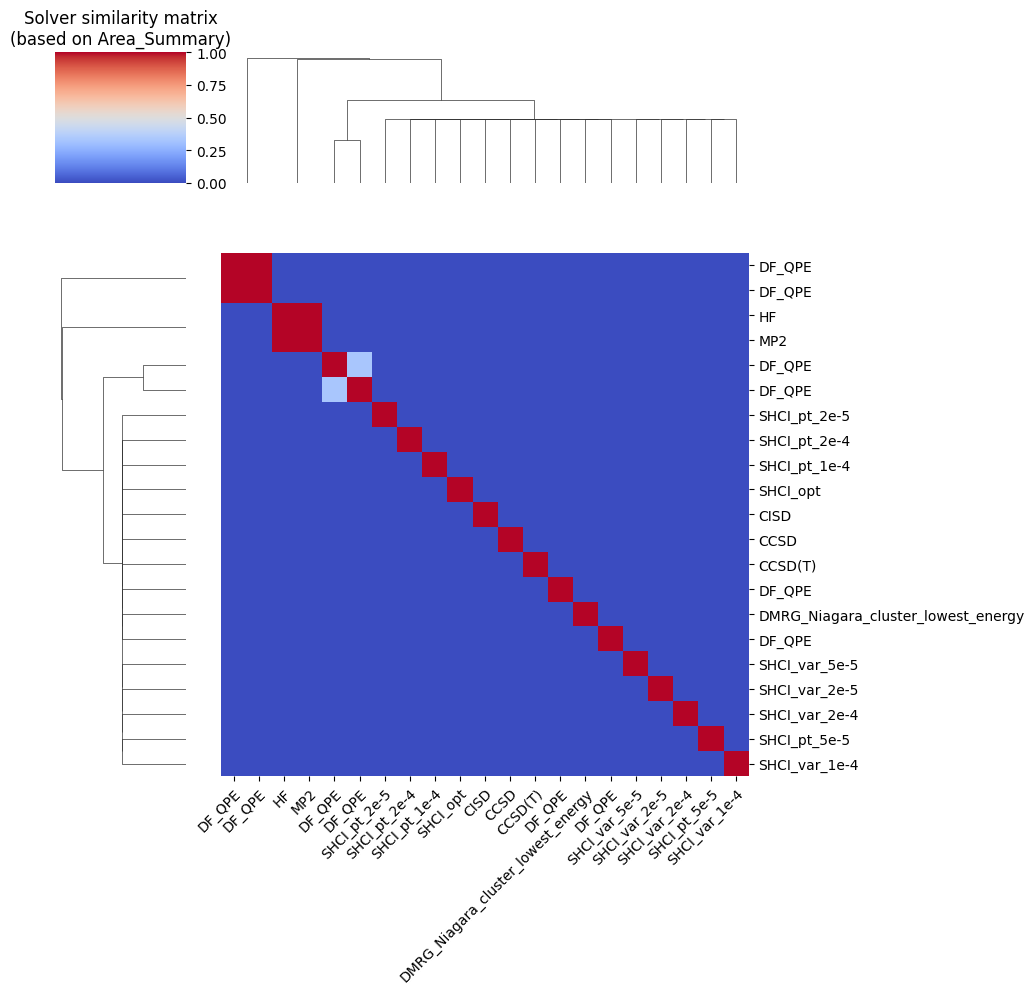 Solver similarity matrix
(based on Area_Summary)
1.00
0.75
0.50
0.25
0.00
DF_QPE
DF_QPE
HF
MP2
DF_QPE
DF_QPE
SHCI_pt_2e-5
SHCI_pt_2e-4
SHCI_pt_1e-4
SHCI_opt
CISD
CCSD
CCSD(T)
DF_QPE
DMRG_Niagara_cluster_lowest_energy
DF_QPE
SHCI_var_5e-5
SHCI_var_2e-5
SHCI_var_2e-4
SHCI_pt_5e-5
SHCI_var_1e-4
DF_QPE
DF_QPE
HF
MP2
DF_QPE
DF_QPE
SHCI_pt_2e-5
SHCI_pt_2e-4
SHCI_pt_1e-4
SHCI_opt
CISD
CCSD
CCSD(T)
DF_QPE
DMRG_Niagara_cluster_lowest_energy
DF_QPE
SHCI_var_5e-5
SHCI_var_2e-5
SHCI_var_2e-4
SHCI_pt_5e-5
SHCI_var_1e-4